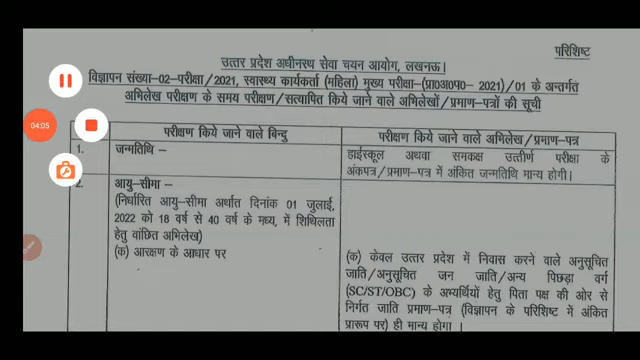 परिशिष्ट
उत्तर प्रदेश अधीनस्थ सेवा चयन आयोग, लखनऊ।
विज्ञापन संख्या-02-परीक्षा/2021, स्वास्थ्य कार्यकर्ता (महिला) मुख्य परीक्षा-(प्रा०अ०प०- 2021)/01 के अन्तर्गत
अभिलेख परीक्षण के समय परीक्षण/सत्यापित किये जाने वाले अभिलेखों/प्रमाण-पत्रों की सूची
परीक्षण किये जाने वाले बिन्दु
परीक्षण किये जाने वाले अभिलेख/प्रमाण-पत्र
1.
जन्मतिथि –
हाईस्कूल अथवा समकक्ष उत्तीर्ण परीक्षा के
अंकपत्र/प्रमाण-पत्र में अंकित जन्मतिथि मान्य होगी।
2.
आयु-सीमा –
(निर्धारित आयु-सीमा अर्थात दिनांक 01 जुलाई,
2022 को 18 वर्ष से 40 वर्ष के मध्य, में शिथिलता
हेतु वांछित अभिलेख)
(क) आरक्षण के आधार पर
(क) केवल उत्तर प्रदेश में निवास करने वाले अनुसूचित
जाति/अनुसूचित जन जाति/अन्य पिछड़ा वर्ग
(SC/ST/OBC) के अभ्यर्थियों हेतु पिता पक्ष की ओर से
निर्गत जाति प्रमाण-पत्र (विज्ञापन के परिशिष्ट में अंकित
प्रारूप पर) ही मान्य होगा।
04:05